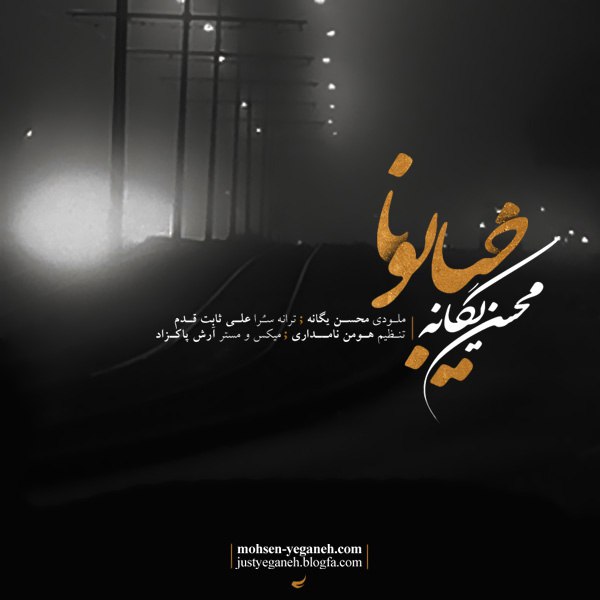 خیابونا
محسن یگانه
ملودی محسن یگانه ; ترانه سرا علی ثابت قدم
تنظیم هومن نامداری ; میکس و مستر آرش پاکزاد
mohsen-yeganeh.com
justyeganeh.blogfa.com